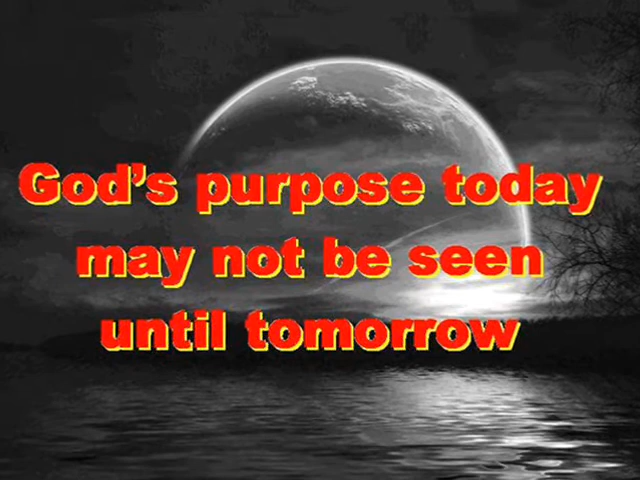 God’s purpose today
may not be seen
until tomorrow